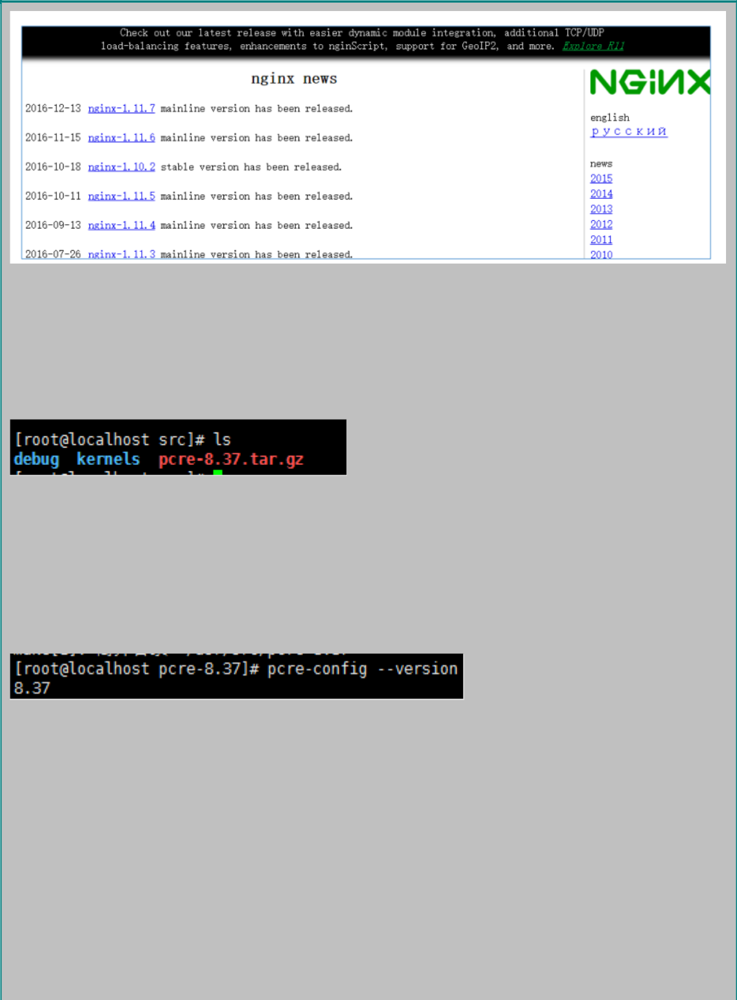 Check out our latest release with easier dynamic module integration, additional TCP/UDP
load-balancing features, enhancements to nginScript, support for GeoIP2, and more. Explore R11
nginx news
2016-12-13 nginx-1.11.7 mainline version has been released.
2016-11-15 nginx-1.11.6 mainline version has been released.
2016-10-18 nginx-1.10.2 stable version has been released.
2016-10-11 nginx-1.11.5 mainline version has been released.
2016-09-13 nginx-1.11.4 mainline version has been released.
2016-07-26 nginx-1.11.3 mainline version has been released.
NGiNX
english
русский
news
2015
2014
2013
2012
2011
2010
[root@localhost src]# ls
debug kernels pcre-8.37.tar.gz
[root@localhost pcre-8.37]# pcre-config --version
8.37